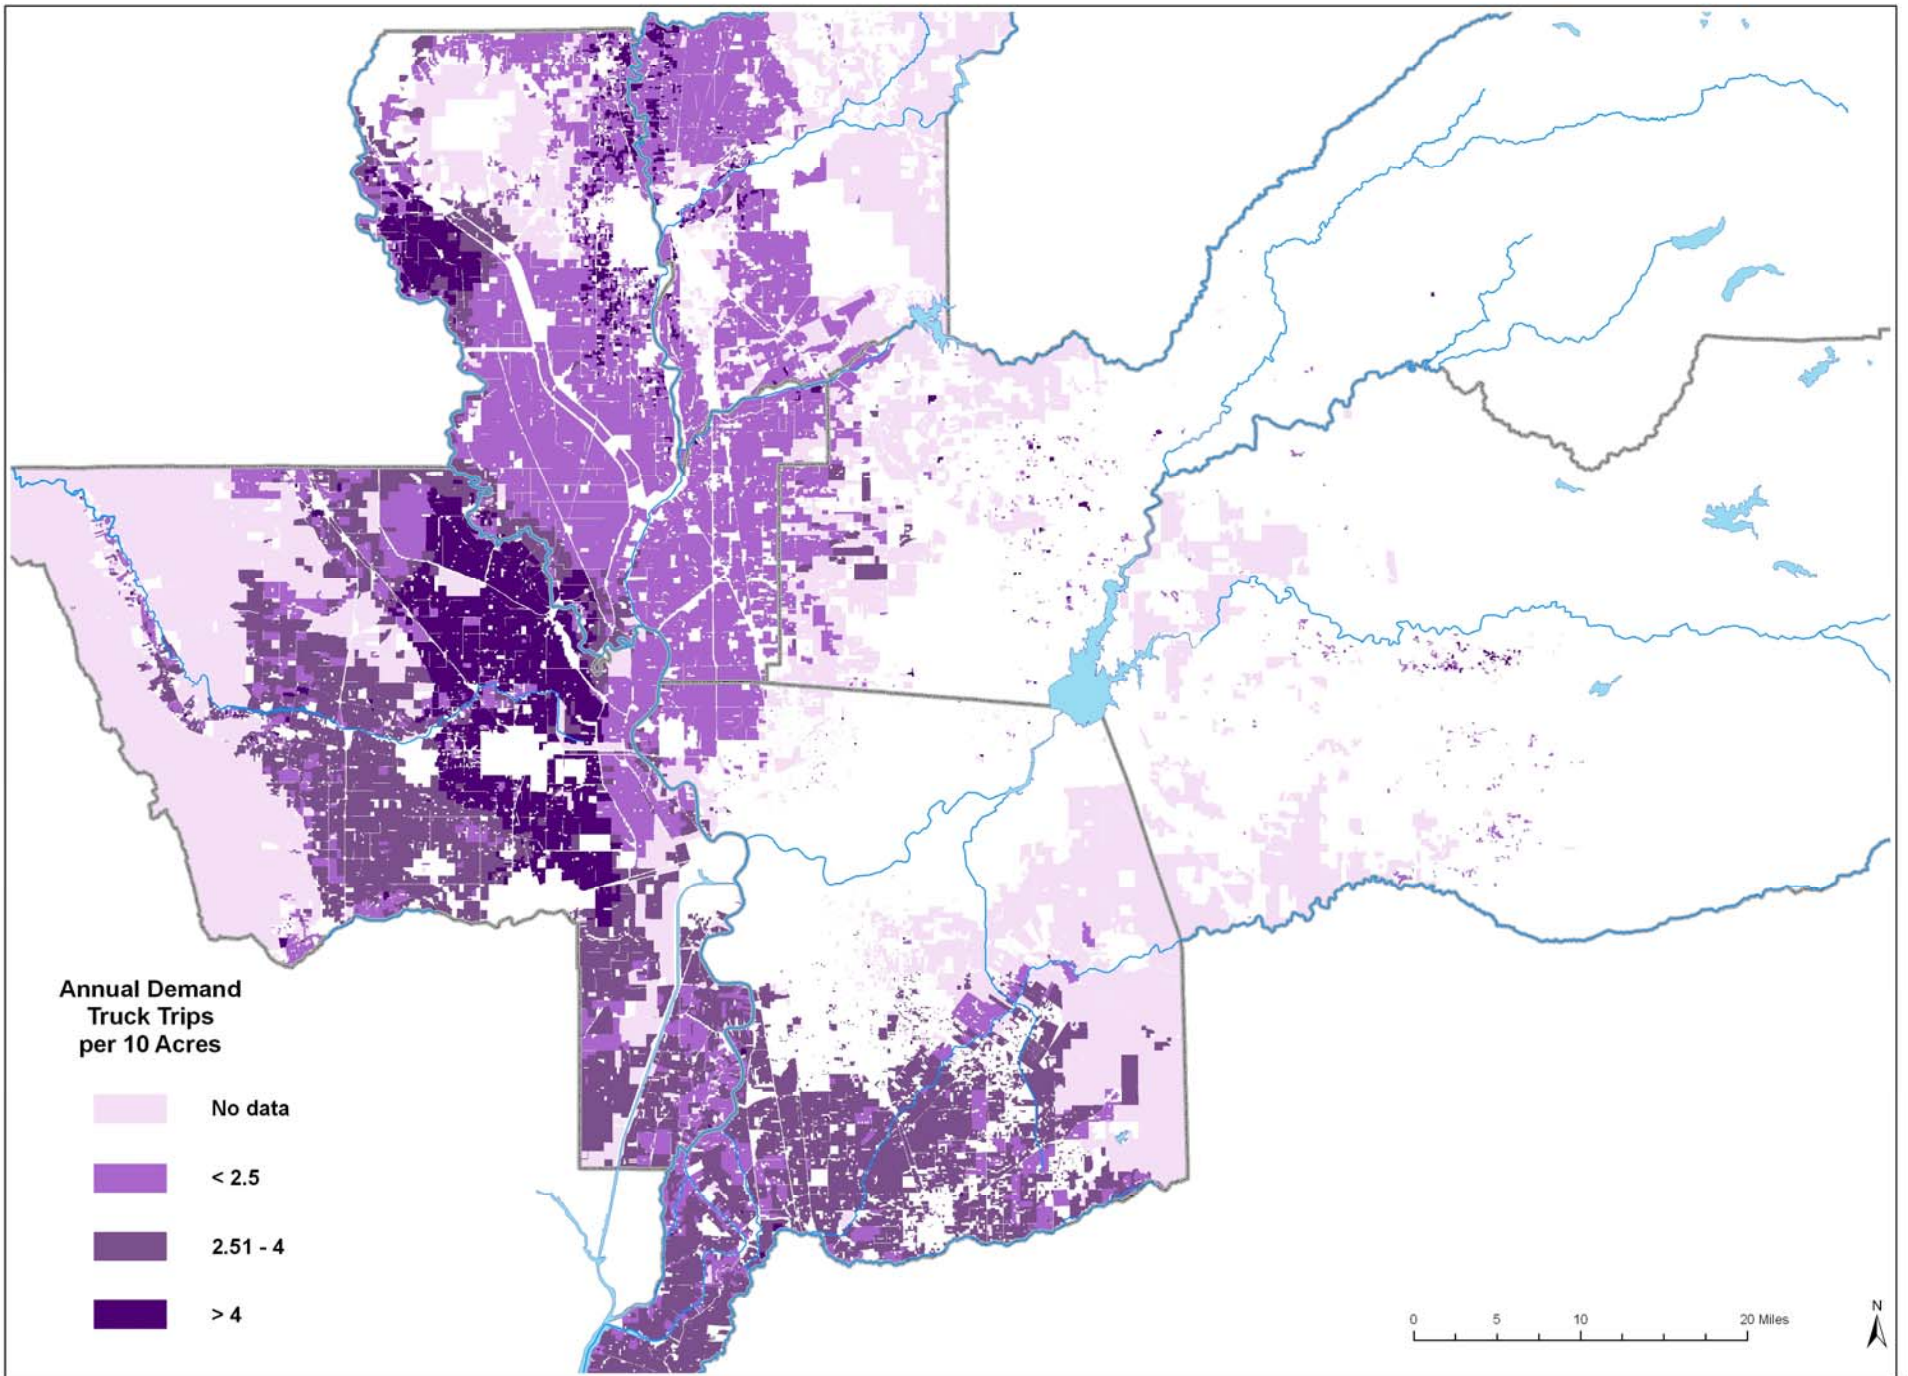 Annual Demand
Truck Trips
per 10 Acres
No data
< 2.5
2.51 - 4
> 4
0 5 10 20 Miles
N